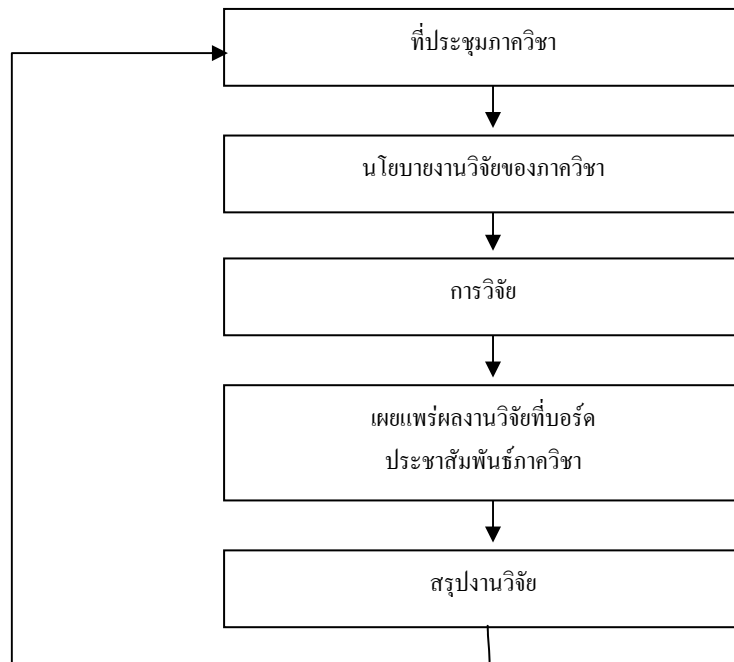 ที่ประชุมภาควิชา
นโยบายงานวิจัยของภาควิชา
การวิจัย
เผยแพร่ผลงานวิจัยที่บอร์ด
ประชาสัมพันธ์ภาควิชา
สรุปงานวิจัย